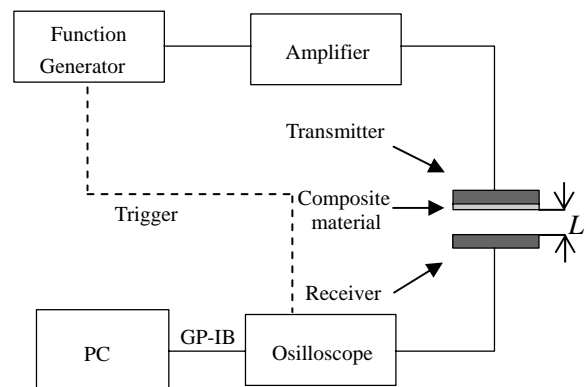 Function
Generator
Amplifier
Transmitter
Composite
material
L
Trigger
Receiver
GP-IB
PC
Osilloscope